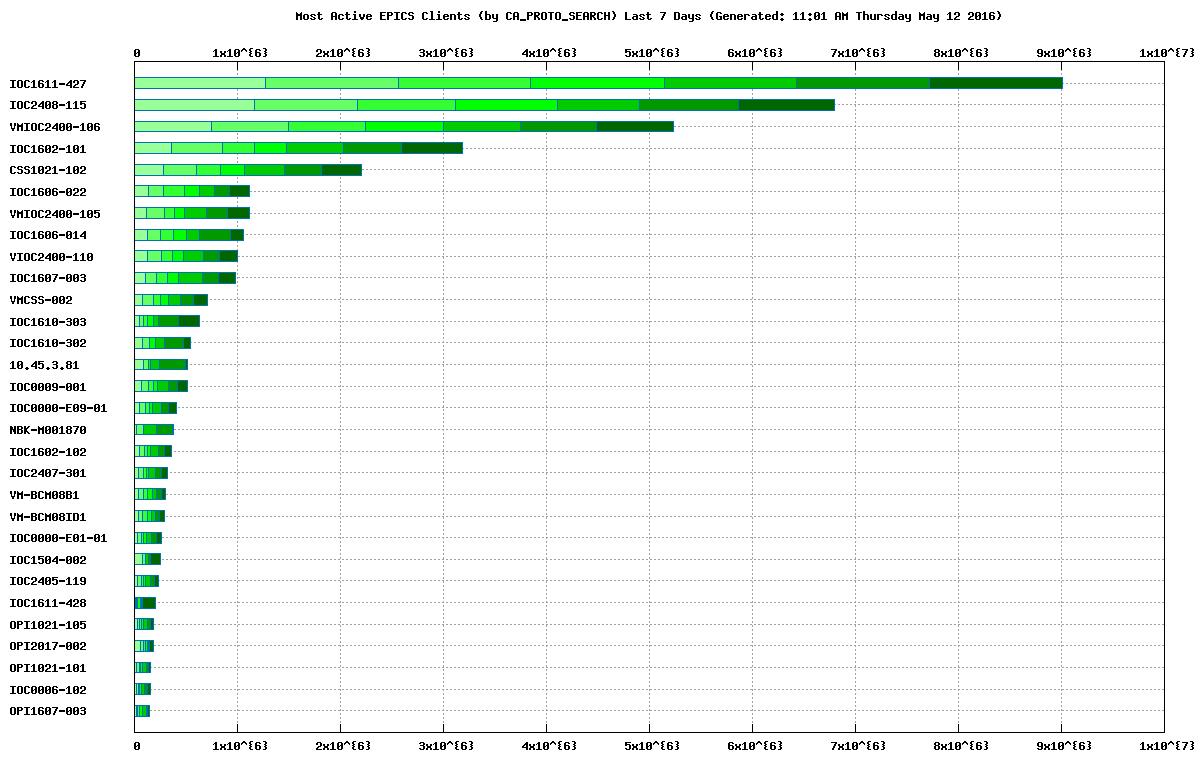 Most Active EPICS Clients (by CA_PROTO_SEARCH) Last 7 Days (Generated: 11:01 AM Thursday May 12 2016)
0 1x10^{6} 2x10^{6} 3x10^{6} 4x10^{6} 5x10^{6} 6x10^{6} 7x10^{6} 8x10^{6} 9x10^{6} 1x10^{7}
IOC1611-427
IOC2408-115
VMIOC2400-106
IOC1602-101
CSS1021-102
IOC1606-022
VMIOC2400-105
IOC1606-014
VIOC2400-110
IOC1607-003
VMCSS-002
IOC1610-303
IOC1610-302
10.45.3.81
IOC0009-001
IOC0000-E09-01
NBK-M001870
IOC1602-102
IOC2407-301
VM-BCM08B1
VM-BCM08ID1
IOC0000-E01-01
IOC1504-002
IOC2405-119
IOC1611-428
OPI1021-105
OPI2017-002
OPI1021-101
IOC0006-102
OPI1607-003
0 1x10^{6} 2x10^{6} 3x10^{6} 4x10^{6} 5x10^{6} 6x10^{6} 7x10^{6} 8x10^{6} 9x10^{6} 1x10^{7}